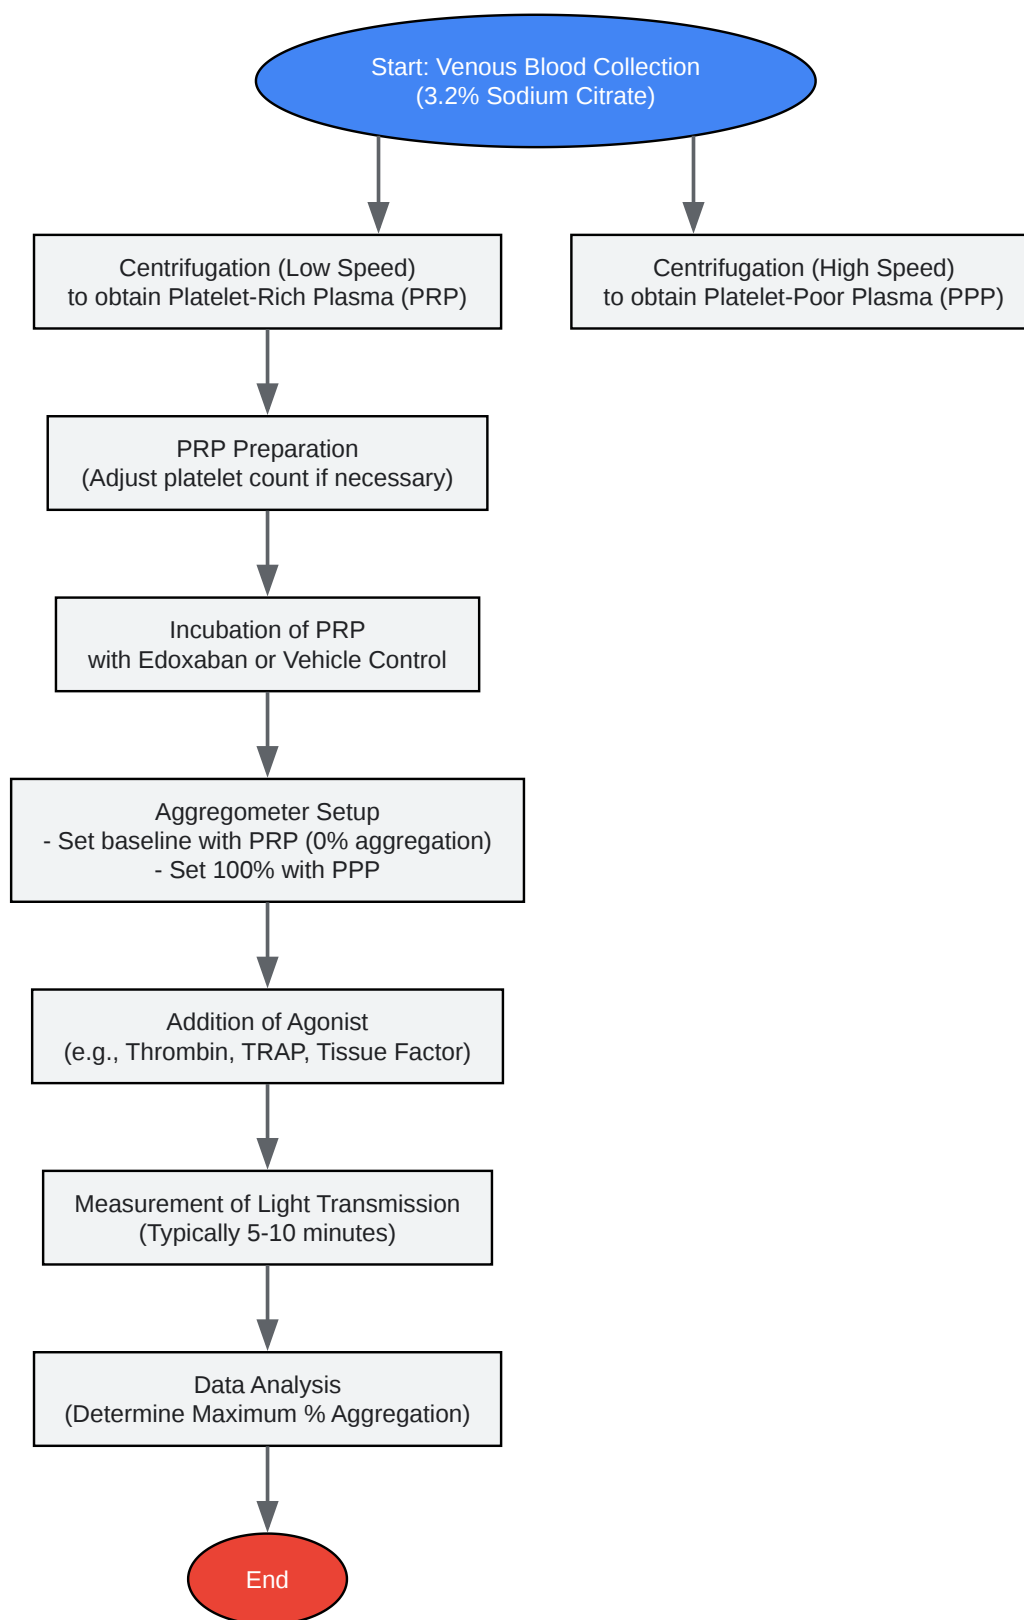 Start: Venous Blood Collection
(3.2% Sodium Citrate)
Centrifugation (Low Speed)
to obtain Platelet-Rich Plasma (PRP)
Centrifugation (High Speed)
to obtain Platelet-Poor Plasma (PPP)
PRP Preparation
(Adjust platelet count if necessary)
Incubation of PRP
with Edoxaban or Vehicle Control
Aggregometer Setup
- Set baseline with PRP (0% aggregation)
- Set 100% with PPP
Addition of Agonist
(e.g., Thrombin, TRAP, Tissue Factor)
Measurement of Light Transmission
(Typically 5-10 minutes)
Data Analysis
(Determine Maximum % Aggregation)
End